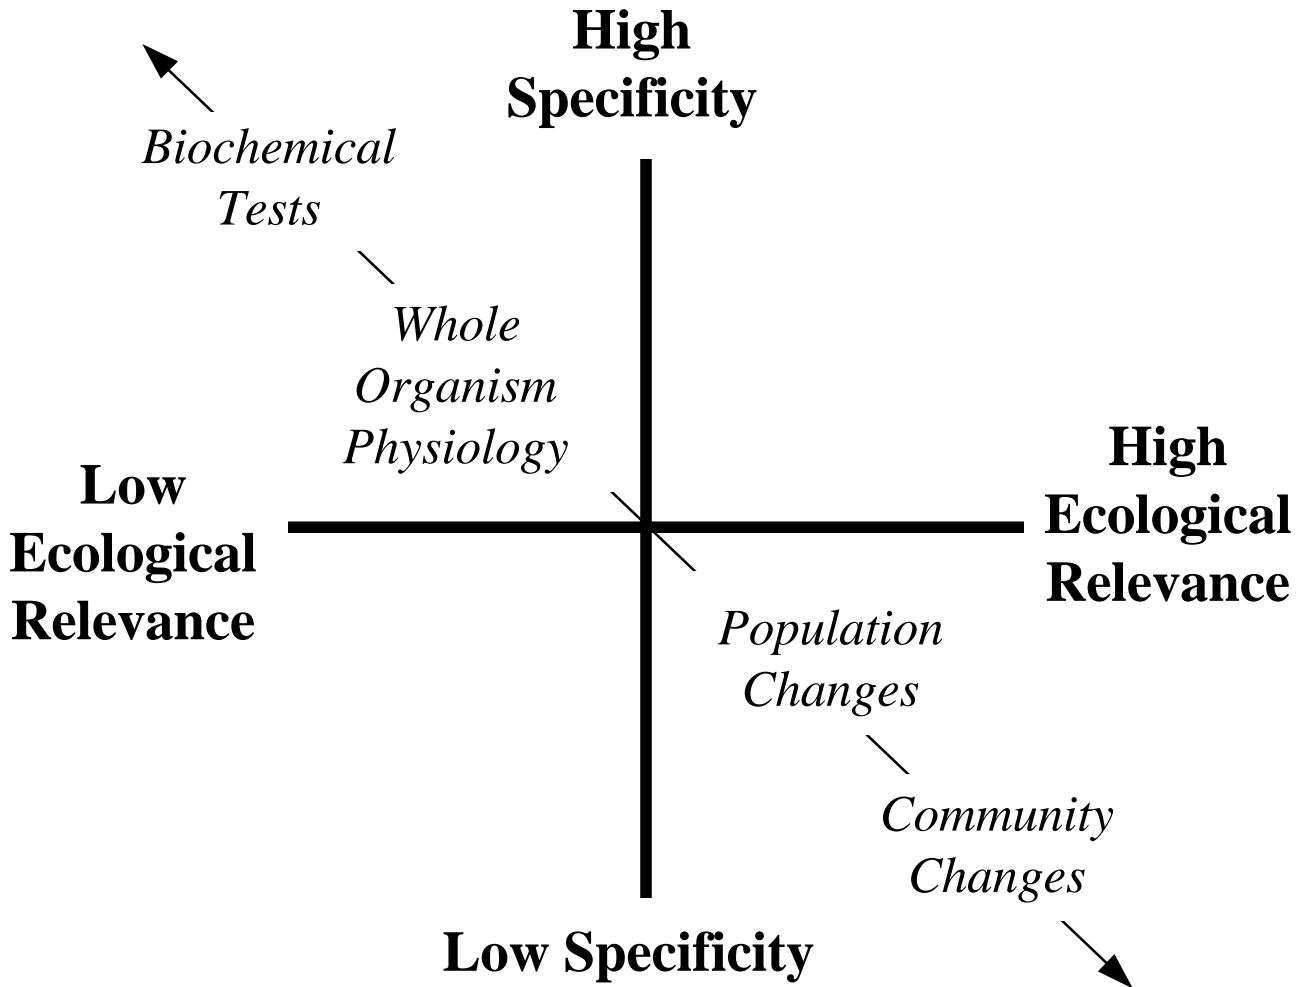 High
Specificity
Biochemical
Tests
Whole
Organism
Physiology
Low
Ecological
Relevance
High
Ecological
Relevance
Population
Changes
Community
Changes
Low Specificity